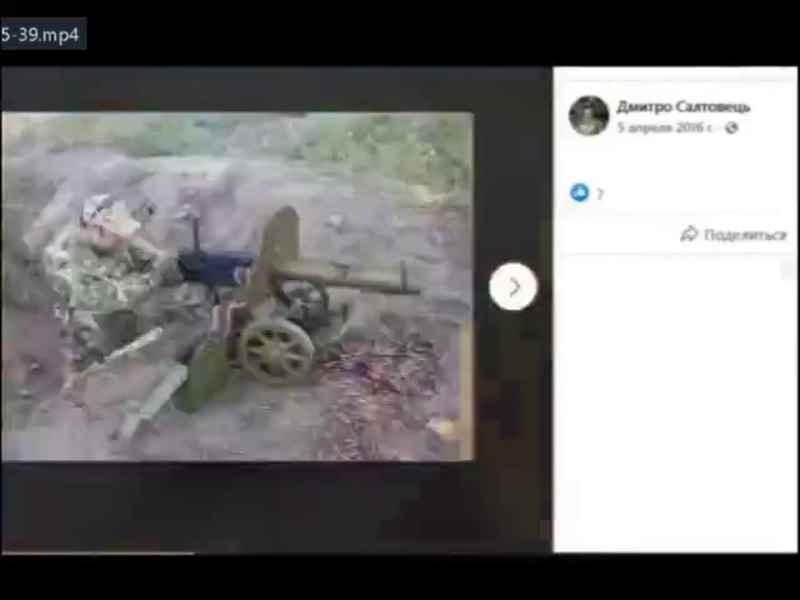 5-39.mp4
Дмитро Салтовець
5 апреля 2016 г. ·
7
Поделиться